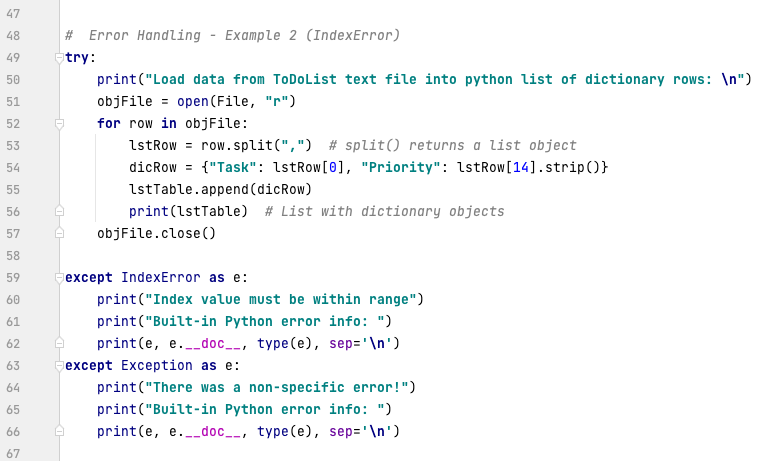 47
48 #  Error Handling - Example 2 (IndexError)
49 try:
50     print("Load data from ToDoList text file into python list of dictionary rows: \n")
51     objFile = open(File, "r")
52     for row in objFile:
53         lstRow = row.split(",")  # split() returns a list object
54         dicRow = {"Task": lstRow[0], "Priority": lstRow[14].strip()}
55         lstTable.append(dicRow)
56         print(lstTable)  # List with dictionary objects
57     objFile.close()
58
59 except IndexError as e:
60     print("Index value must be within range")
61     print("Built-in Python error info: ")
62     print(e, e.__doc__, type(e), sep='\n')
63 except Exception as e:
64     print("There was a non-specific error!")
65     print("Built-in Python error info: ")
66     print(e, e.__doc__, type(e), sep='\n')
67